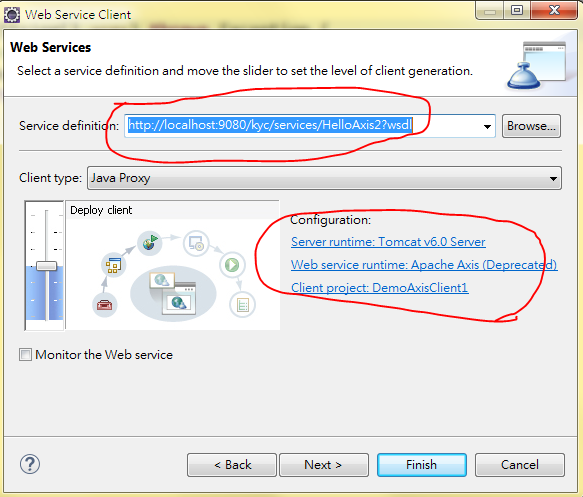 Web Service Client
Web Services
Select a service definition and move the slider to set the level of client generation.
Service definition: http://localhost:9080/kyc/services/HelloAxis2?wsdl Browse...
Client type: Java Proxy
Deploy client
Configuration:
Server runtime: Tomcat v6.0 Server
Web service runtime: Apache Axis (Deprecated)
Client project: DemoAxisClient1
Monitor the Web service
? < Back Next > Finish Cancel